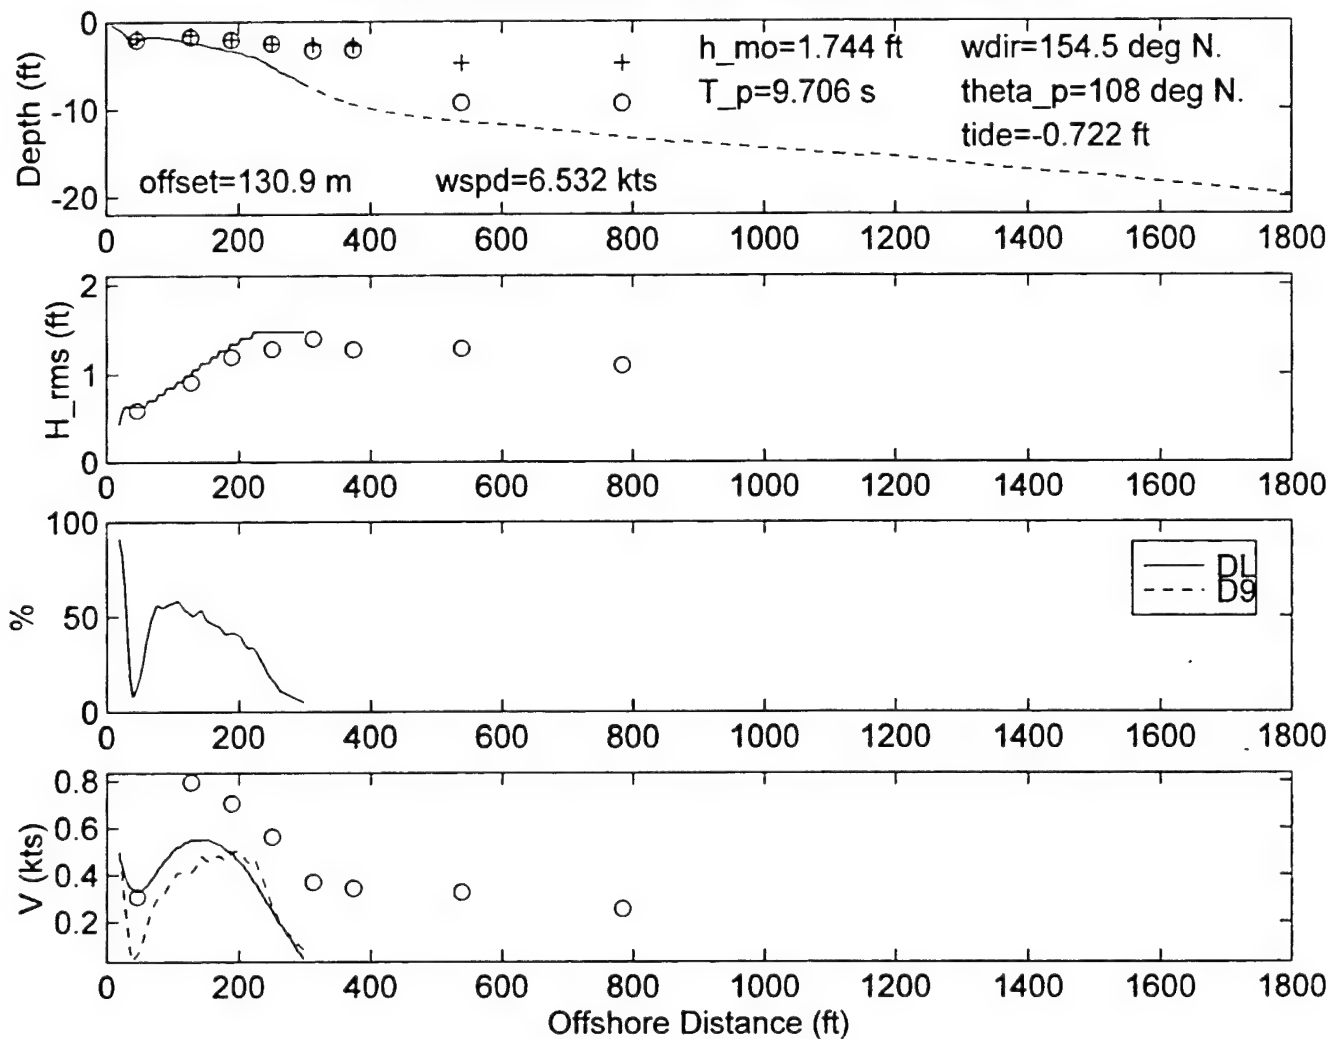 0
-10
-20
Depth (ft)
h_mo=1.744 ft
wdir=154.5 deg N.
T_p=9.706 s
theta_p=108 deg N.
tide=-0.722 ft
offset=130.9 m
wspd=6.532 kts
0 200 400 600 800 1000 1200 1400 1600 1800
2
1
0
H_rms (ft)
0 200 400 600 800 1000 1200 1400 1600 1800
100
50
0
%
DL
D9
0 200 400 600 800 1000 1200 1400 1600 1800
0.8
0.6
0.4
0.2
V (kts)
0 200 400 600 800 1000 1200 1400 1600 1800
Offshore Distance (ft)